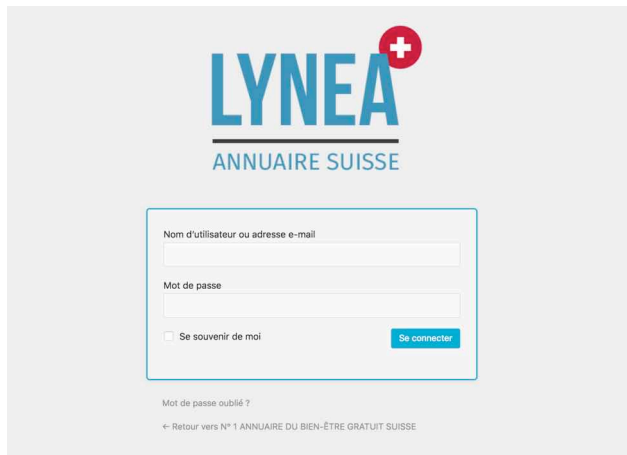 LYNEA
ANNUAIRE SUISSE
Nom d'utilisateur ou adresse e-mail
Mot de passe
Se souvenir de moi
Se connecter
Mot de passe oublié ?
← Retour vers N° 1 ANNUAIRE DU BIEN-ÊTRE GRATUIT SUISSE